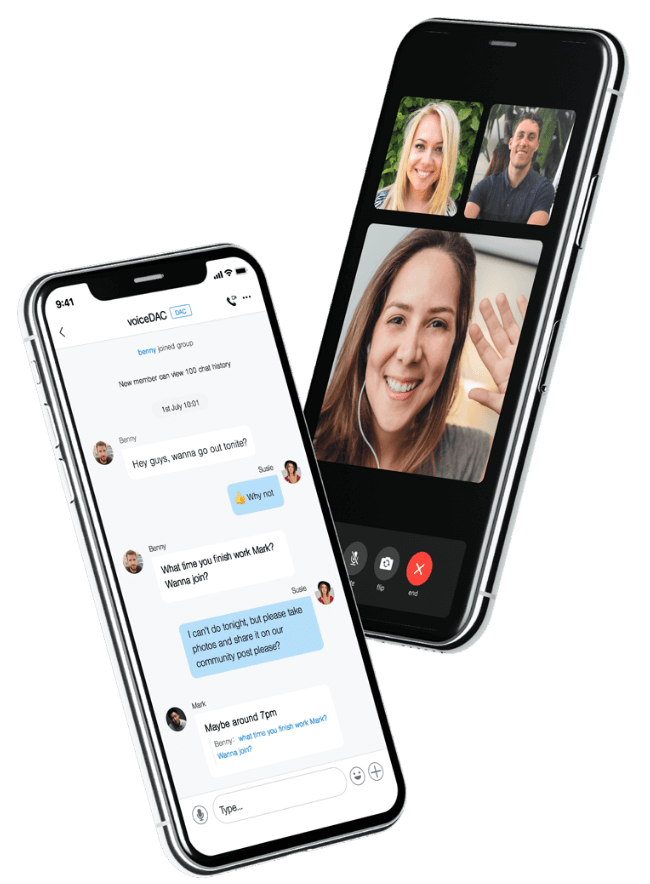 9:41
voiceDAC DAC
benny joined group
New member can view 100 chat history
1st July 10:01
Benny
Hey guys, wanna go out tonite?
Susie
👍 Why not
Benny
What time you finish work Mark?
Wanna join?
Susie
I can't do tonight, but please take
photos and share it on our
community post please?
Mark
Maybe around 7pm
Benny: what time you finish work Mark?
Wanna join?
Type...
flip
end